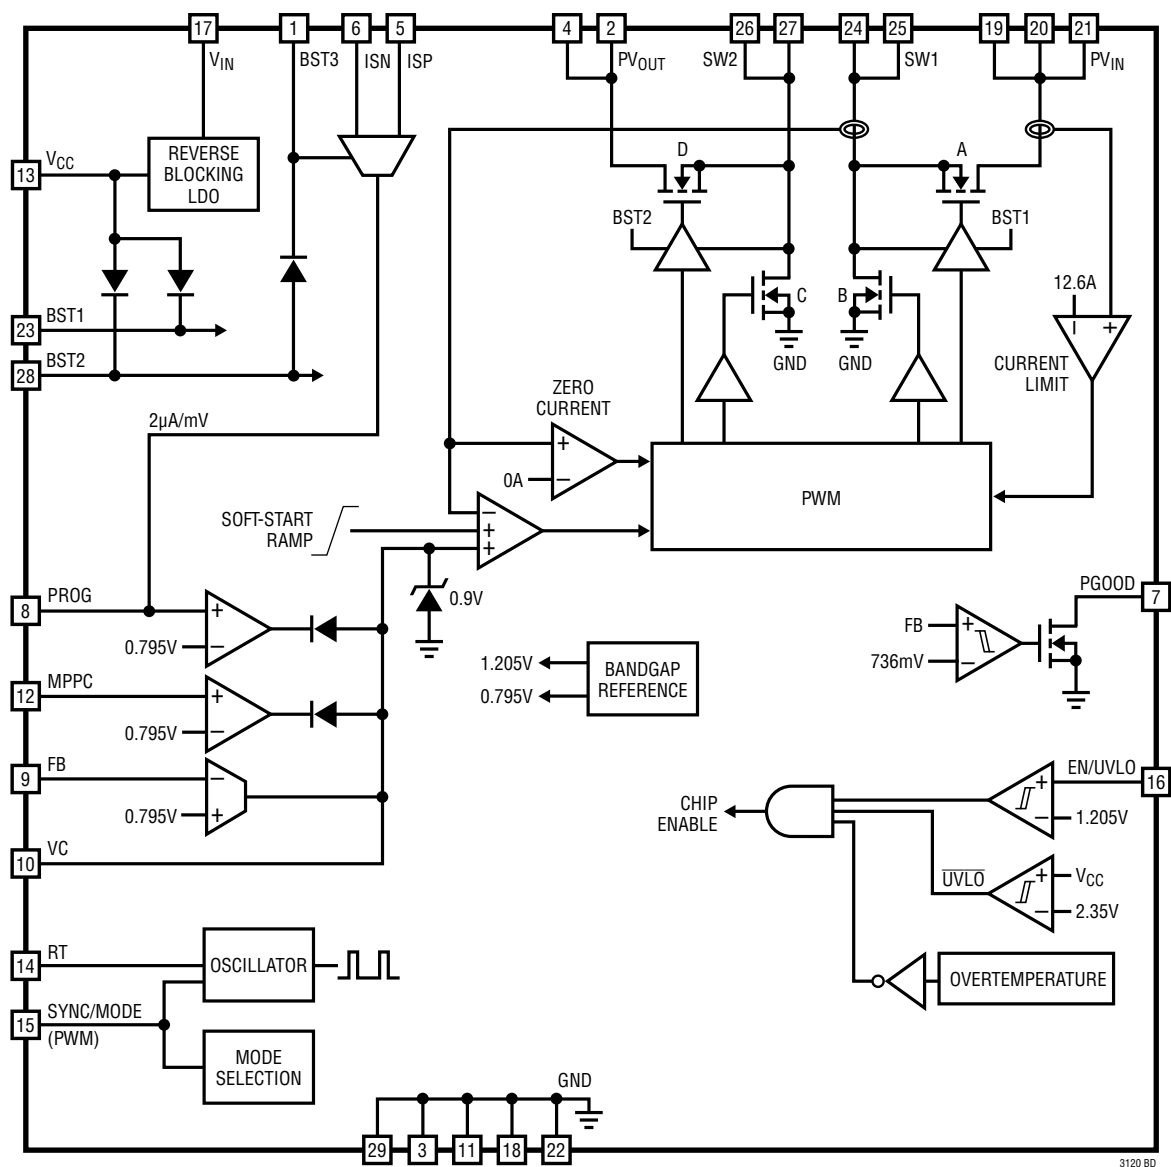 17 1 6 5 4 2 26 27 24 25 19 20 21
VIN BST3 ISN ISP PVOUT SW2 SW1 PVIN
13 VCC
REVERSE
BLOCKING
LDO
D
A
BST2
BST1
C
B
12.6A
23 BST1
28 BST2
GND
GND
– +
CURRENT
LIMIT
2µA/mV
ZERO
CURRENT
+
0A –
PWM
SOFT-START
RAMP
–
+
+
0.9V
8 PROG
+
0.795V –
PGOOD 7
FB +
736mV –
1.205V
0.795V
BANDGAP
REFERENCE
12 MPPC
+
0.795V –
9 FB
–
0.795V +
10 VC
EN/UVLO 16
+
– 1.205V
CHIP
ENABLE
UVLO
+ VCC
– 2.35V
OVERTEMPERATURE
14 RT
OSCILLATOR
15 SYNC/MODE
(PWM)
MODE
SELECTION
GND
29 3 11 18 22
3120 BD